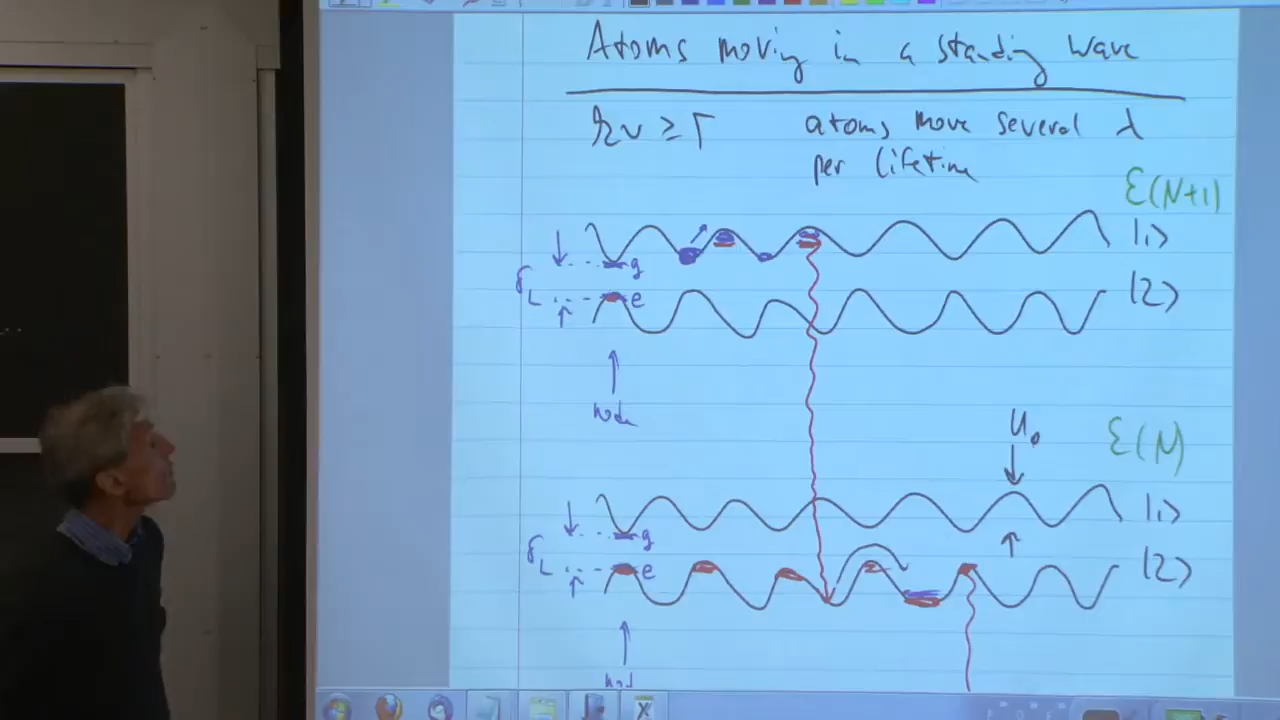 Atoms moving in a standing wave
kv ≥ Γ atoms move several λ
per lifetime
ε(N+1)
g |1⟩
δL e |2⟩
node
U₀ ε(N)
g |1⟩
δL e |2⟩